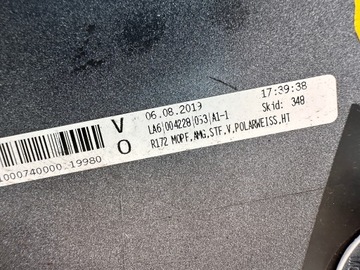 06.08.2019 17:39:38
V LA6|004228|053|A1-1 Skid: 348
O R172 MOPF,AMG,STF,V,POLARWEISS,HT
1000740000.19980